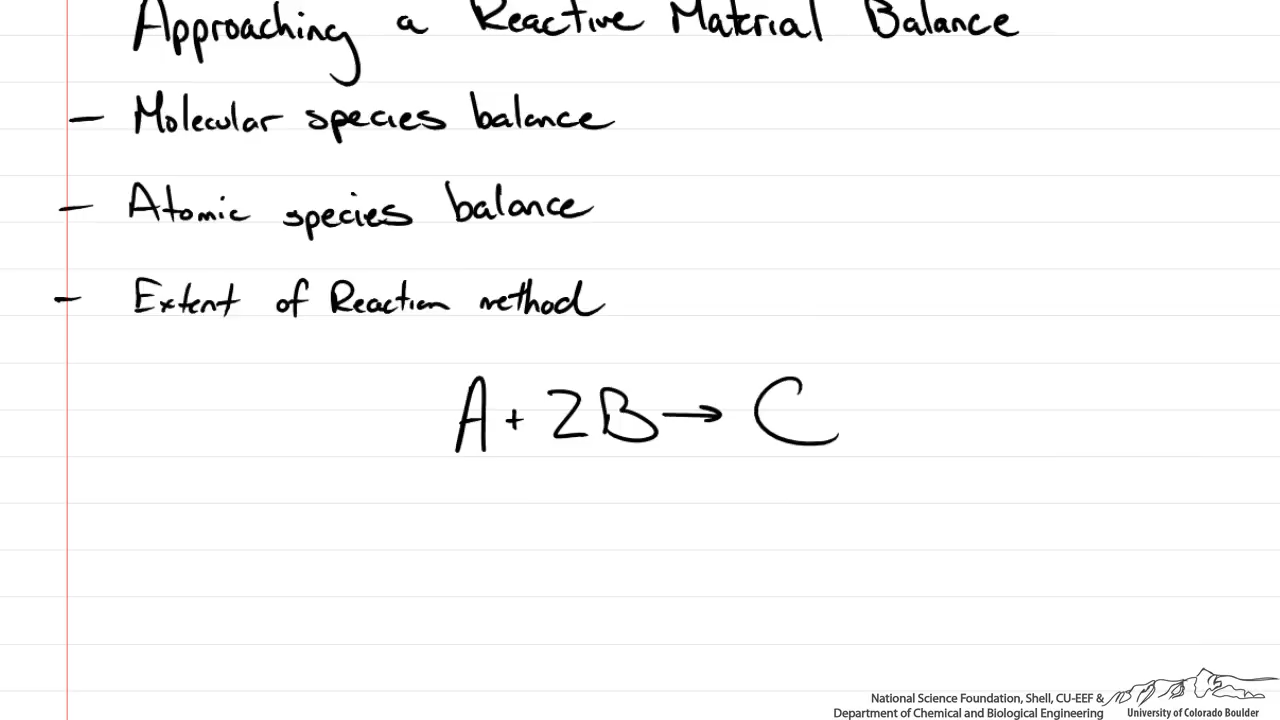 Approaching a Reactive Material Balance
- Molecular species balance
- Atomic species balance
- Extent of Reaction method
A + 2B → C
National Science Foundation, Shell, CU-EEF &
Department of Chemical and Biological Engineering
University of Colorado Boulder